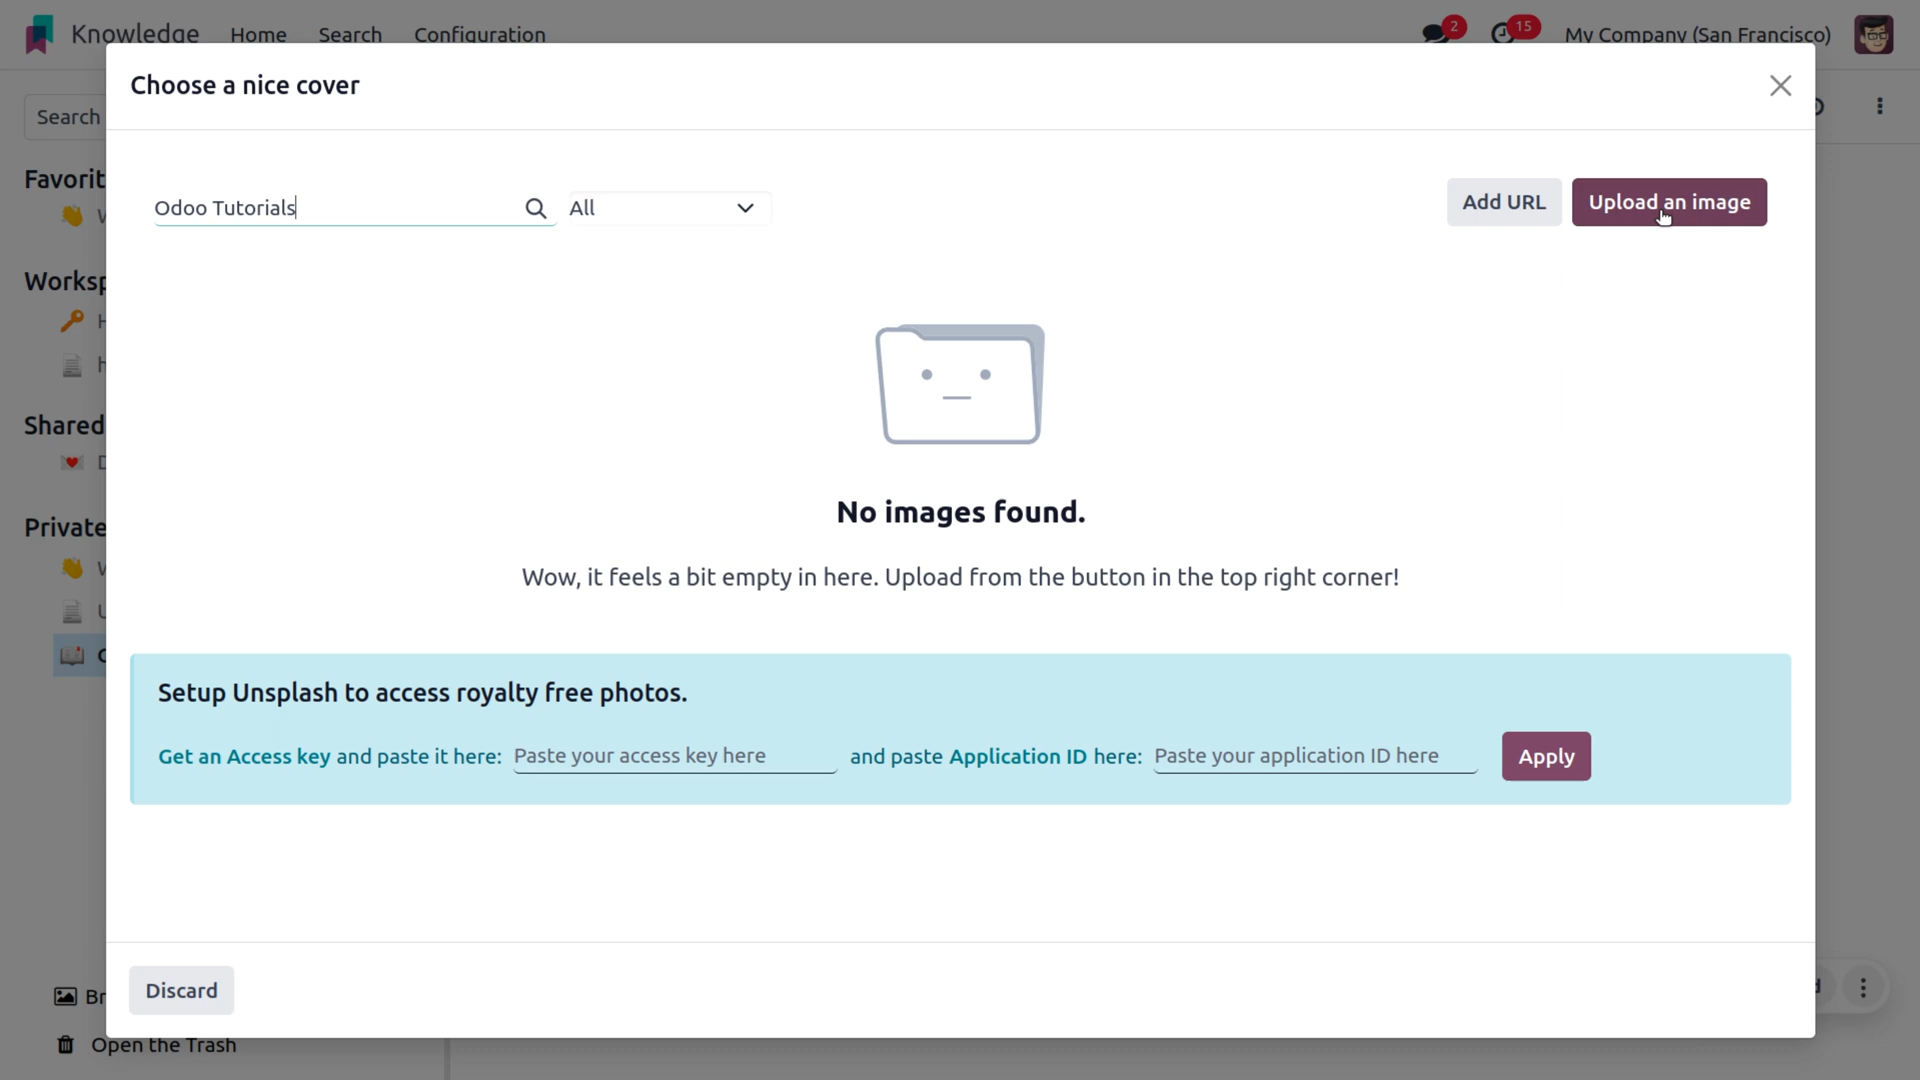 Knowledge Home Search Configuration 2 15 My Company (San Francisco)
Choose a nice cover
Search
Odoo Tutorials All Add URL Upload an image
Favorit
Worksp
Shared
Private
No images found.
Wow, it feels a bit empty in here. Upload from the button in the top right corner!
Setup Unsplash to access royalty free photos.
Get an Access key and paste it here: Paste your access key here and paste Application ID here: Paste your application ID here Apply
Discard
Br
Open the Trash